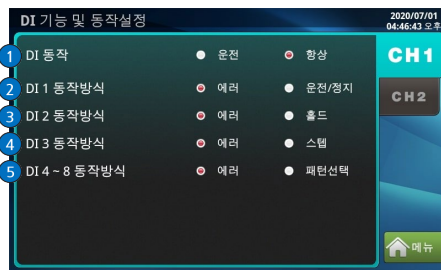 DI 기능 및 동작설정
2020/07/01
04:46:43 오후
1 DI 동작 운전 항상
CH1
2 DI 1 동작방식 에러 운전/정지
CH2
3 DI 2 동작방식 에러 홀드
4 DI 3 동작방식 에러 스텝
5 DI 4 ~ 8 동작방식 에러 패턴선택
메뉴